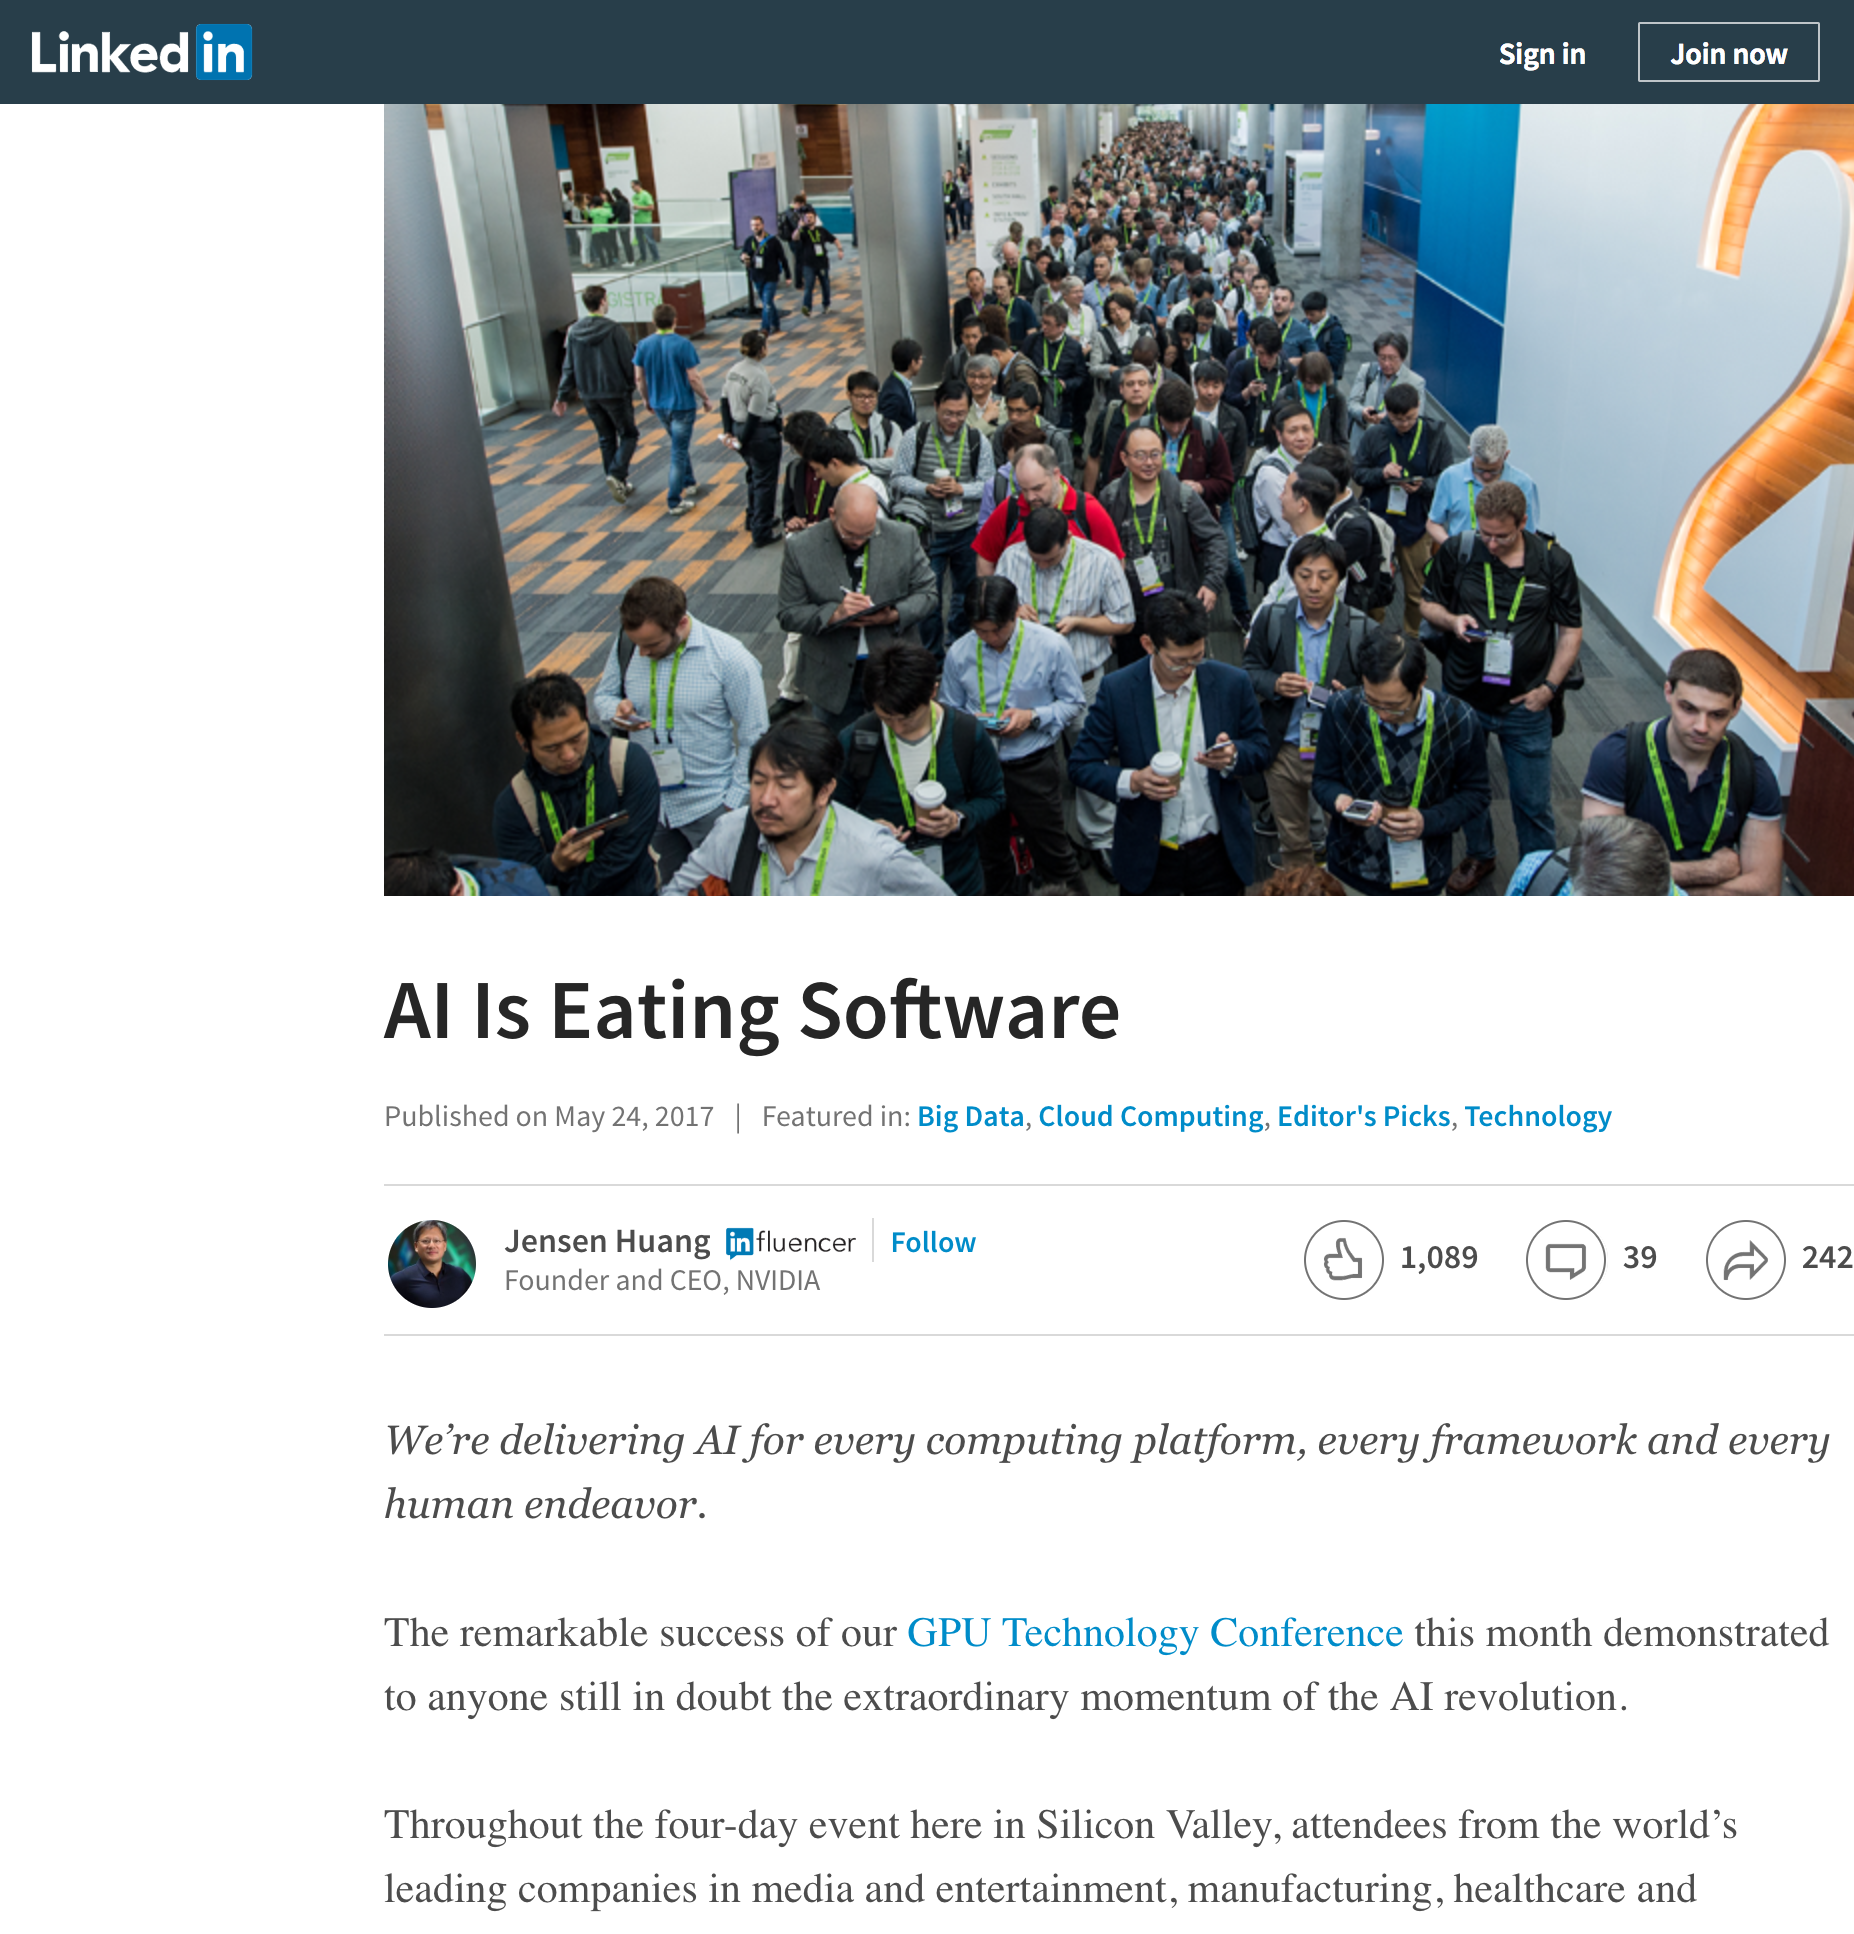 Linked in
Sign in
Join now
GISTR
AI Is Eating Software
Published on May 24, 2017 | Featured in: Big Data, Cloud Computing, Editor's Picks, Technology
Jensen Huang influencer Follow
Founder and CEO, NVIDIA
1,089
39
242
We’re delivering AI for every computing platform, every framework and every
human endeavor.
The remarkable success of our GPU Technology Conference this month demonstrated
to anyone still in doubt the extraordinary momentum of the AI revolution.
Throughout the four-day event here in Silicon Valley, attendees from the world’s
leading companies in media and entertainment, manufacturing, healthcare and